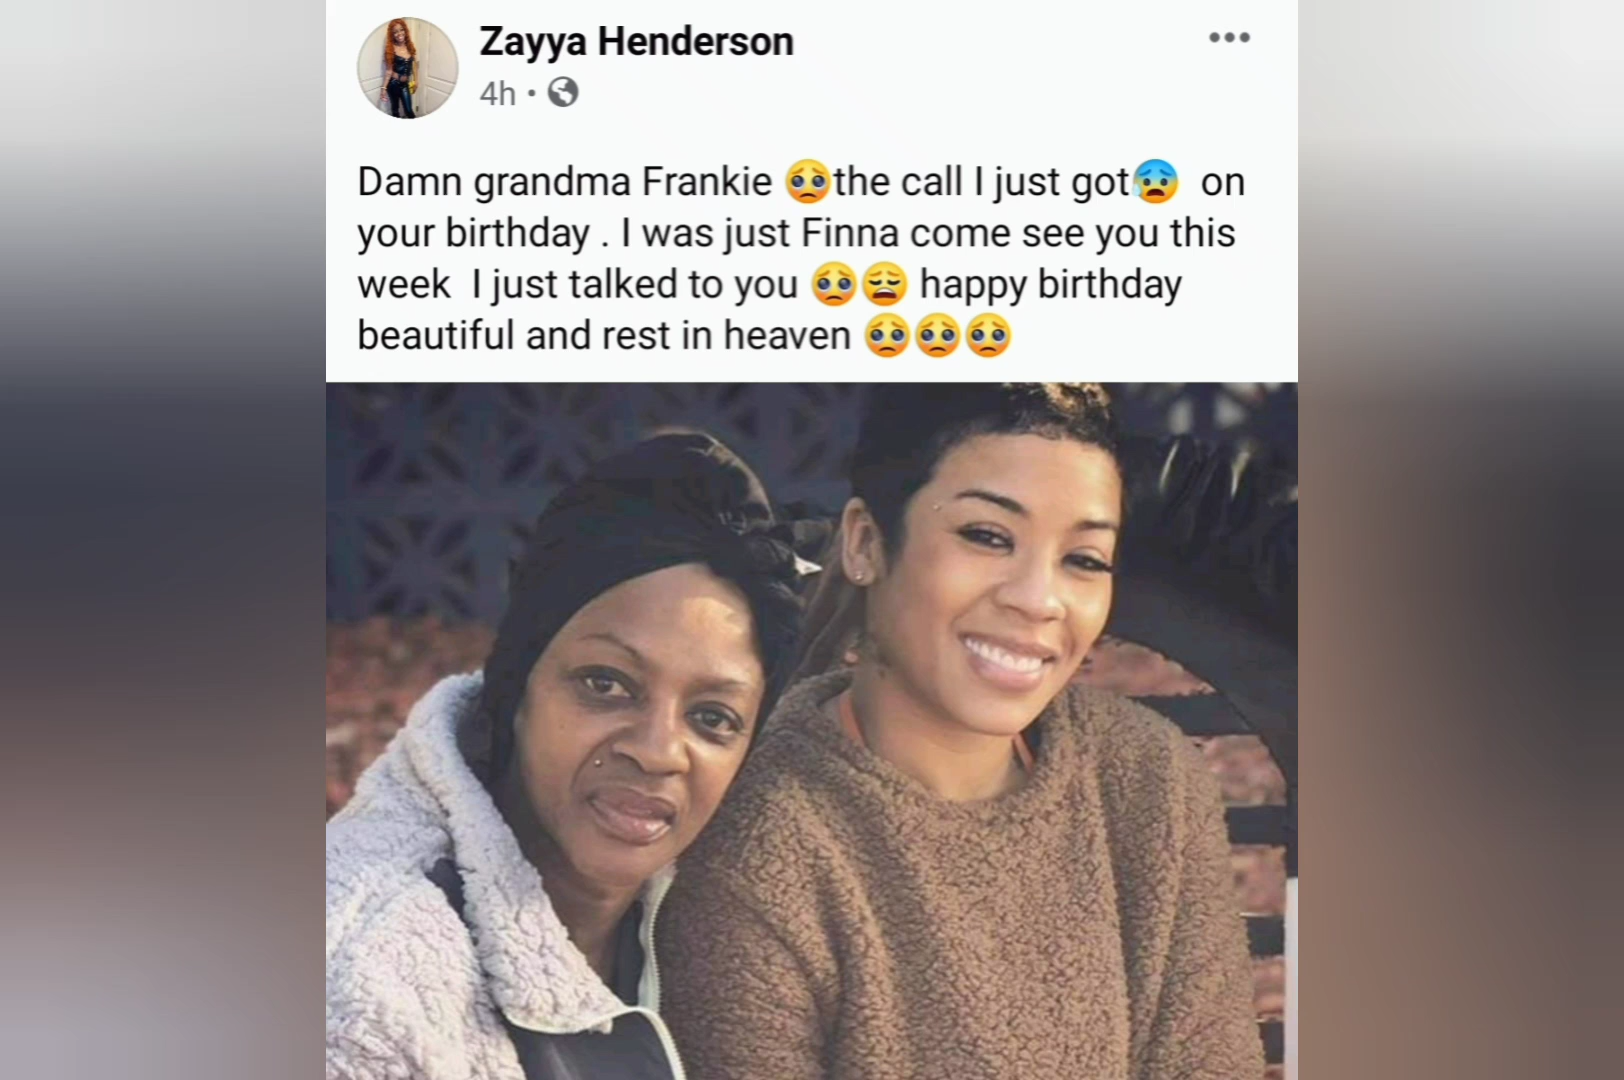 Zayya Henderson
4h •
Damn grandma Frankie 🥺the call I just got😰 on
your birthday . I was just Finna come see you this
week I just talked to you 🥺😩 happy birthday
beautiful and rest in heaven 🥺🥺🥺